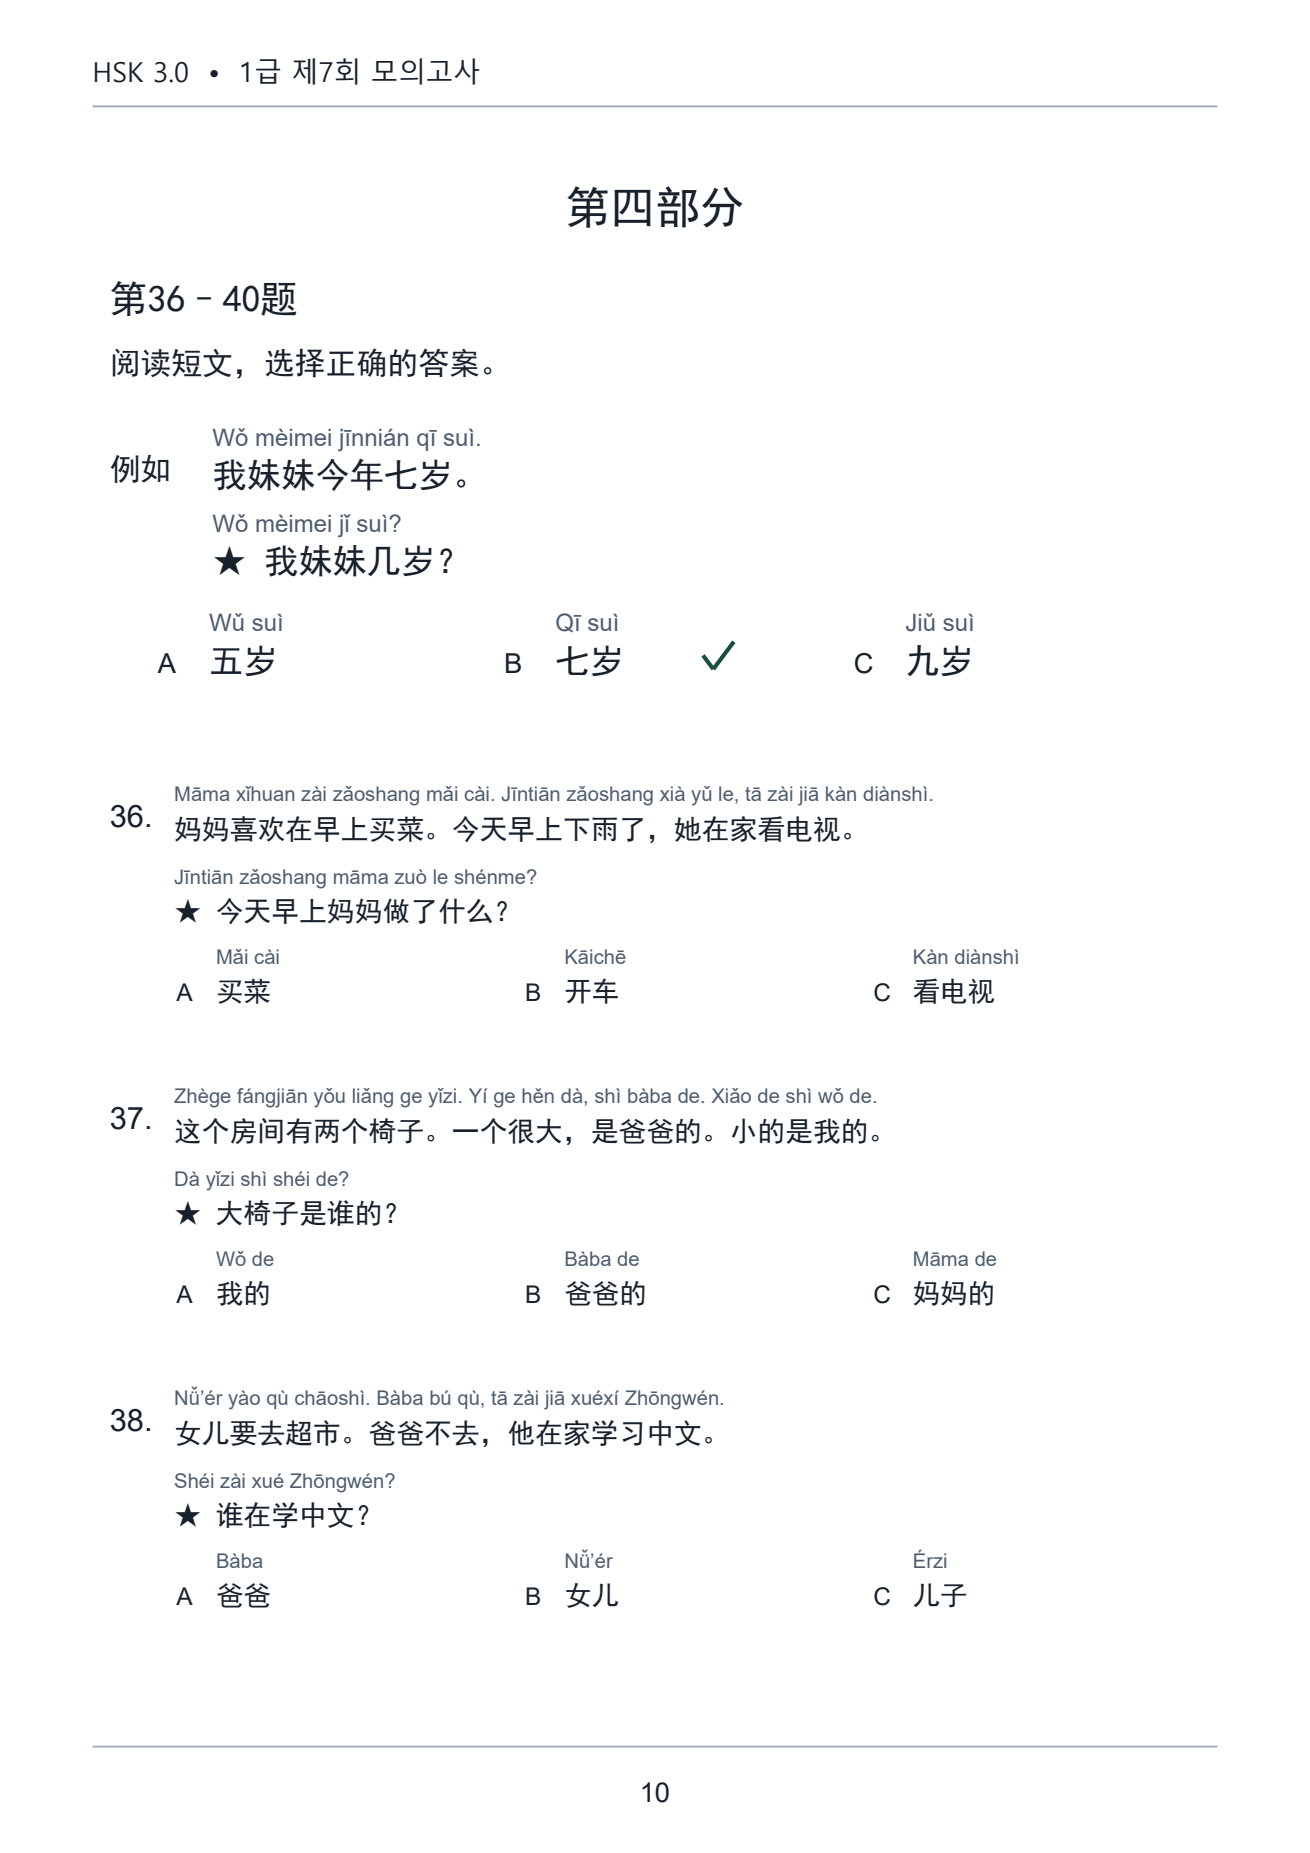 HSK 3.0 • 1급 제7회 모의고사
第四部分
第36－40题
阅读短文，选择正确的答案。
Wǒ mèimei jīnnián qī suì.
例如 我妹妹今年七岁。
Wǒ mèimei jǐ suì?
★ 我妹妹几岁？
Wǔ suì Qī suì Jiǔ suì
A 五岁 B 七岁 ✓ C 九岁
Māma xǐhuan zài zǎoshang mǎi cài. Jīntiān zǎoshang xià yǔ le, tā zài jiā kàn diànshì.
36. 妈妈喜欢在早上买菜。今天早上下雨了，她在家看电视。
Jīntiān zǎoshang māma zuò le shénme?
★ 今天早上妈妈做了什么？
Mǎi cài Kāichē Kàn diànshì
A 买菜 B 开车 C 看电视
Zhège fángjiān yǒu liǎng ge yǐzi. Yí ge hěn dà, shì bàba de. Xiǎo de shì wǒ de.
37. 这个房间有两个椅子。一个很大，是爸爸的。小的是我的。
Dà yǐzi shì shéi de?
★ 大椅子是谁的？
Wǒ de Bàba de Māma de
A 我的 B 爸爸的 C 妈妈的
Nǚ’ér yào qù chāoshì. Bàba bú qù, tā zài jiā xuéxí Zhōngwén.
38. 女儿要去超市。爸爸不去，他在家学习中文。
Shéi zài xué Zhōngwén?
★ 谁在学中文？
Bàba Nǚ’ér Érzi
A 爸爸 B 女儿 C 儿子
10